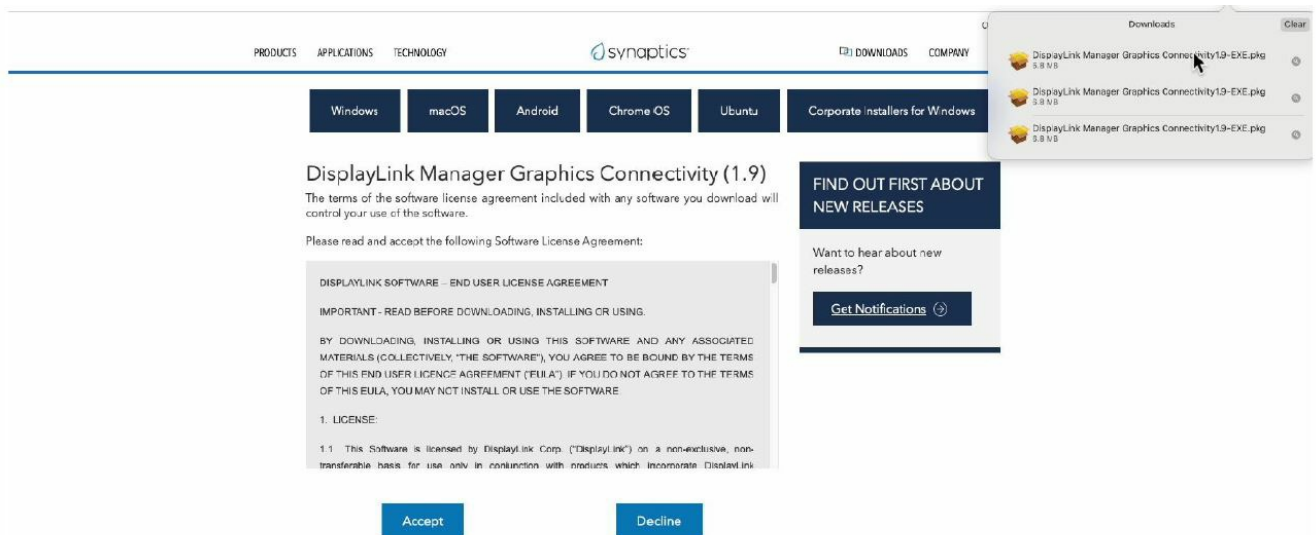 PRODUCTS APPLICATIONS TECHNOLOGY synaptics DOWNLOADS COMPANY
Downloads Clear
DisplayLink Manager Graphics Connectivity1.9-EXE.pkg
5.8 MB
DisplayLink Manager Graphics Connectivity1.9-EXE.pkg
5.8 MB
DisplayLink Manager Graphics Connectivity1.9-EXE.pkg
5.8 MB
Windows macOS Android Chrome OS Ubuntu Corporate Installers for Windows
DisplayLink Manager Graphics Connectivity (1.9)
The terms of the software license agreement included with any software you download will
control your use of the software.
Please read and accept the following Software License Agreement:
DISPLAYLINK SOFTWARE – END USER LICENSE AGREEMENT
IMPORTANT - READ BEFORE DOWNLOADING, INSTALLING OR USING.
BY DOWNLOADING, INSTALLING OR USING THIS SOFTWARE AND ANY ASSOCIATED
MATERIALS (COLLECTIVELY, "THE SOFTWARE"), YOU AGREE TO BE BOUND BY THE TERMS
OF THIS END USER LICENCE AGREEMENT ("EULA"). IF YOU DO NOT AGREE TO THE TERMS
OF THIS EULA, YOU MAY NOT INSTALL OR USE THE SOFTWARE
1. LICENSE:
1.1 This Software is licensed by DisplayLink Corp. ("DisplayLink") on a non-exclusive, non-
transferable basis for use only in conjunction with products which incorporate DisplayLink
Accept Decline
FIND OUT FIRST ABOUT
NEW RELEASES
Want to hear about new
releases?
Get Notifications